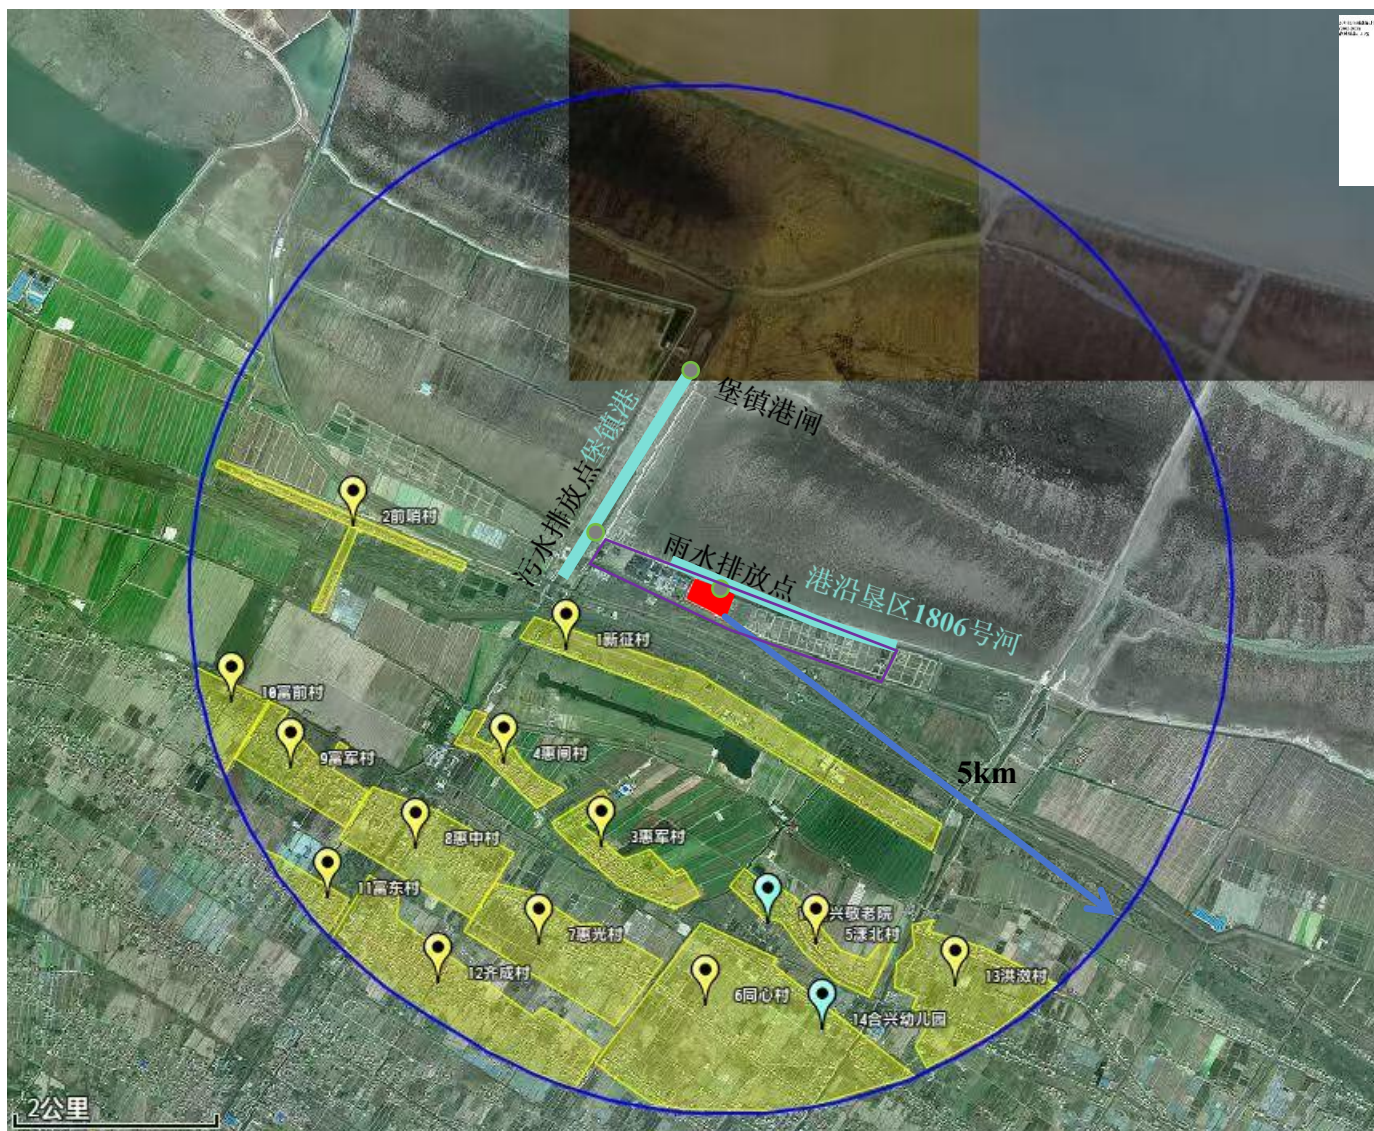 堡镇港
堡镇港闸
污水排放点
雨水排放点
港沿垦区1806号河
2前哨村
1新征村
10富前村
9富军村
4惠闸村
8惠中村
3惠军村
11富东村
兴敬老院
5渌北村
7惠光村
12齐成村
6同心村
13洪溦村
14合兴幼儿园
5km
2公里